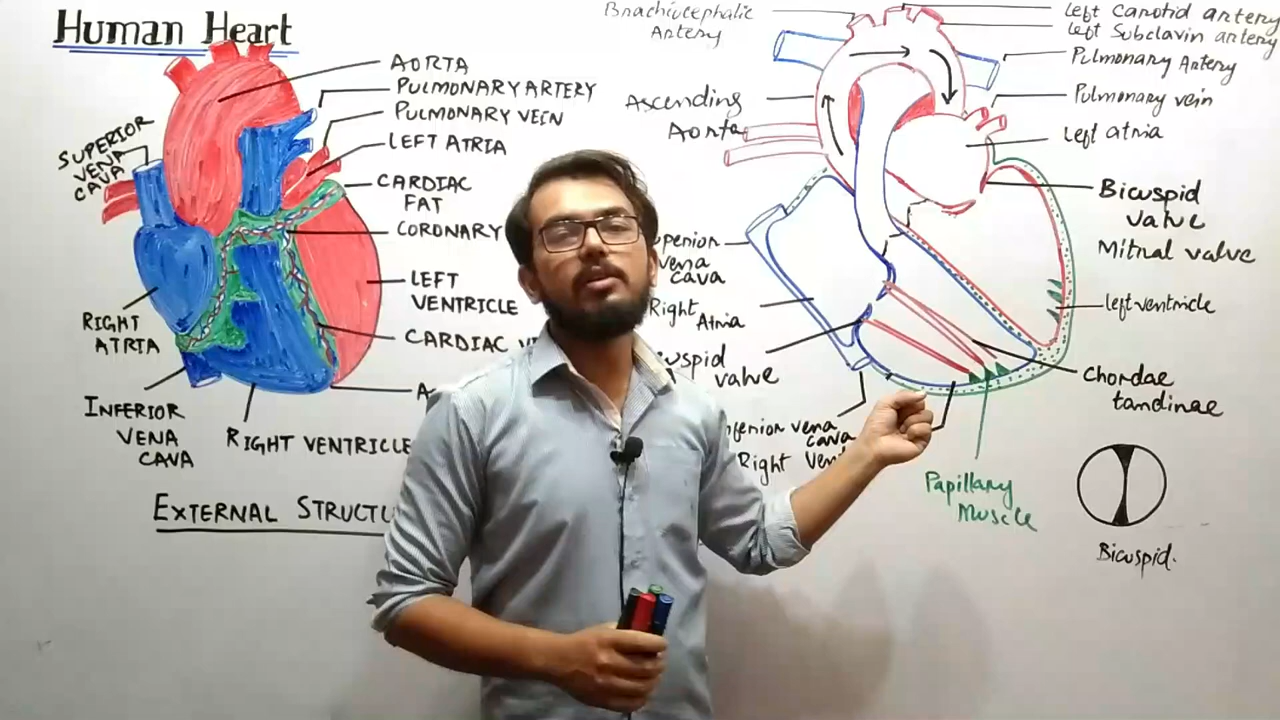 Human Heart
AORTA
PULMONARY ARTERY
PULMONARY VEIN
LEFT ATRIA
SUPERIOR
VENA
CAVA
CARDIAC
FAT
CORONARY
LEFT
VENTRICLE
CARDIAC
RIGHT
ATRIA
INFERIOR
VENA
CAVA
RIGHT VENTRICLE
EXTERNAL
Brachiocephalic
Artery
Left Carotid artery
Left Subclavin artery
Pulmonary Artery
Pulmonary vein
Left atria
Ascending
Aorta
Bicuspid
valve
Mitral valve
vena
cava
Right
Atria
valve
left ventricle
Chordae
tandinae
vena
cava
Right
Papillary
Muscle
Bicuspid.